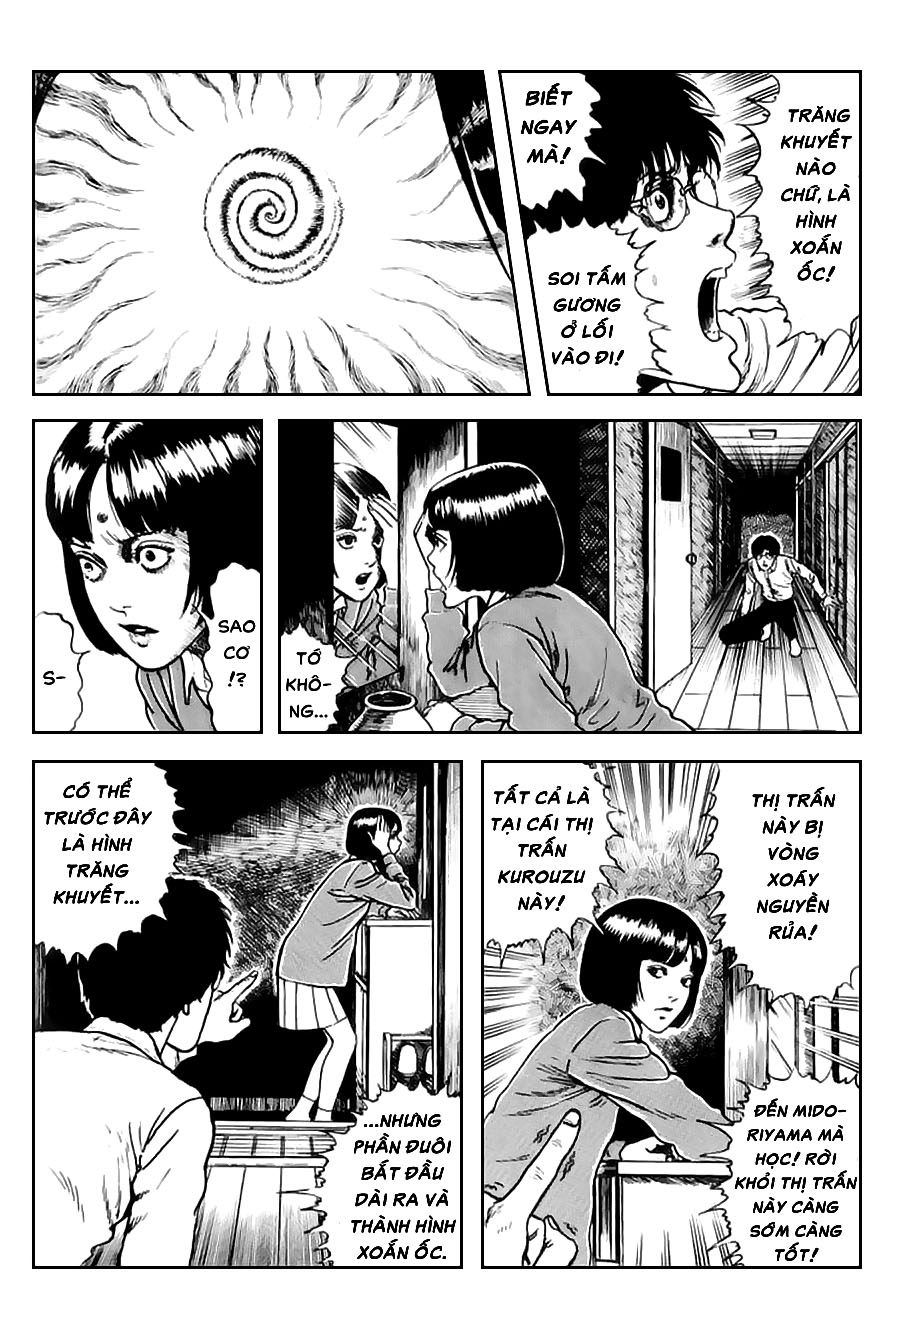 BIẾT
NGAY
MÀ!
TRĂNG
KHUYẾT
NÀO
CHỨ, LÀ
HÌNH
XOẮN
ỐC!
SOI TẤM
GƯƠNG
Ở LỐI
VÀO ĐI!
S-
SAO
CƠ
!?
TỚ
KHÔ-
NG...
CÓ THỂ
TRƯỚC ĐÂY
LÀ HÌNH
TRĂNG
KHUYẾT...
...NHƯNG
PHẦN ĐUÔI
BẮT ĐẦU
DÀI RA VÀ
THÀNH HÌNH
XOẮN ỐC.
TẤT CẢ LÀ
TẠI CÁI THỊ
TRẤN
KUROUZU
NÀY!
THỊ TRẤN
NÀY BỊ
VÒNG
XOÁY
NGUYỀN
RỦA!
ĐẾN MIDO-
RIYAMA MÀ
HỌC! RỜI
KHỎI THỊ TRẤN
NÀY CÀNG
SỚM CÀNG
TỐT!